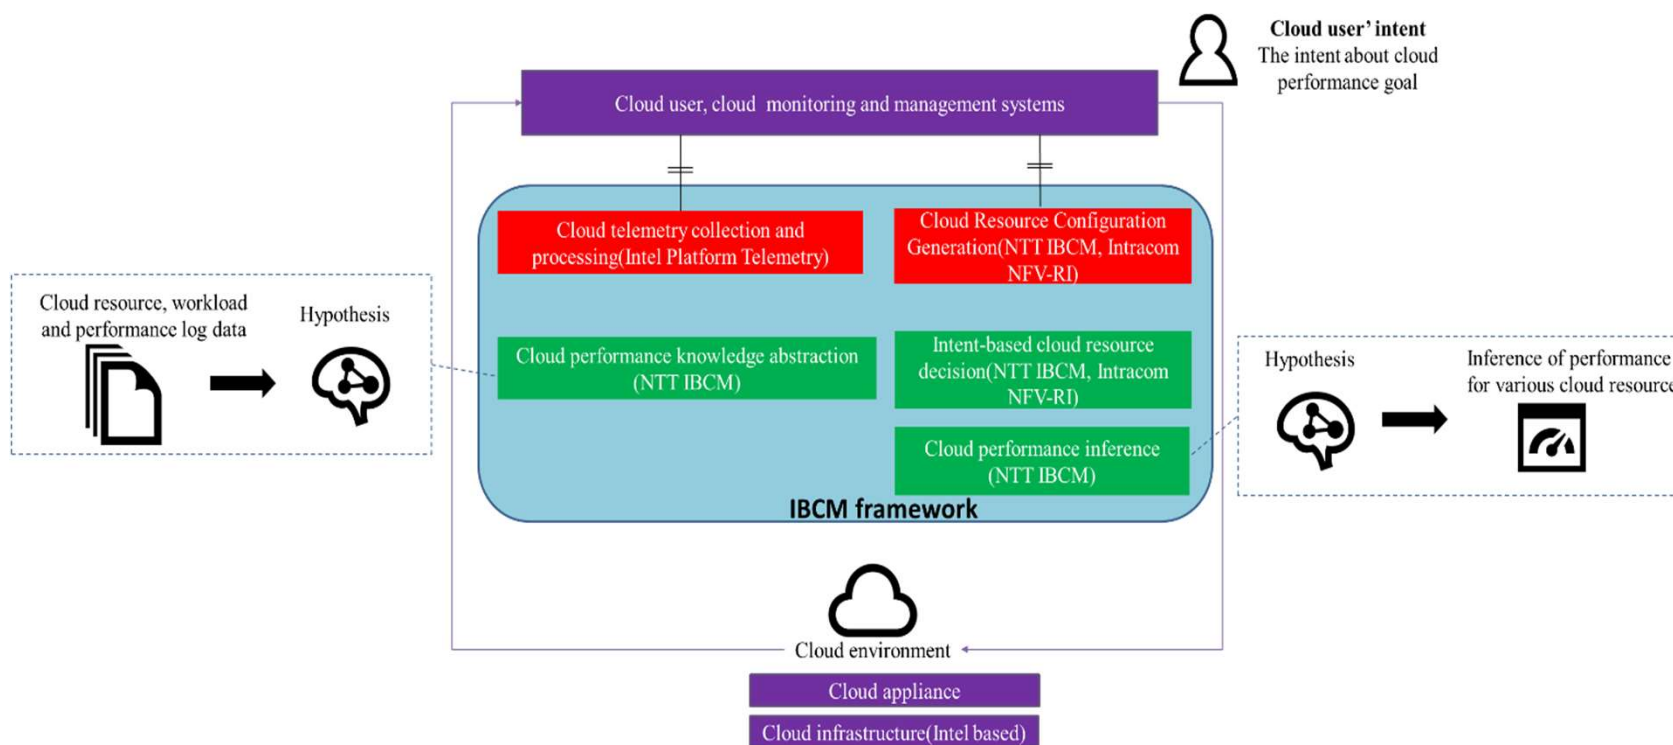 Cloud user’ intent
The intent about cloud
performance goal
Cloud user, cloud monitoring and management systems
Cloud telemetry collection and
processing(Intel Platform Telemetry)
Cloud Resource Configuration
Generation(NTT IBCM, Intracom
NFV-RI)
Cloud resource, workload
and performance log data
Hypothesis
Cloud performance knowledge abstraction
(NTT IBCM)
Intent-based cloud resource
decision(NTT IBCM, Intracom
NFV-RI)
Cloud performance inference
(NTT IBCM)
Hypothesis
Inference of performance
for various cloud resource
IBCM framework
Cloud environment
Cloud appliance
Cloud infrastructure(Intel based)